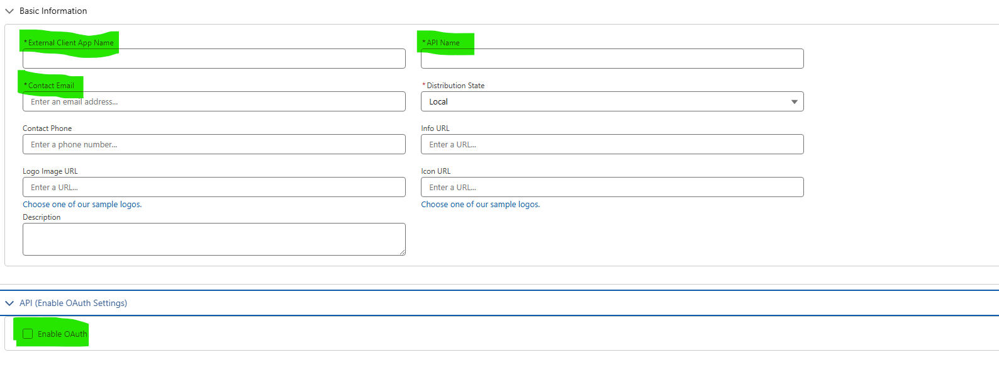 Basic Information
*External Client App Name
*API Name
*Contact Email
*Distribution State
Enter an email address...
Local
Contact Phone
Info URL
Enter a phone number...
Enter a URL...
Logo Image URL
Icon URL
Enter a URL...
Enter a URL...
Choose one of our sample logos.
Choose one of our sample logos.
Description
API (Enable OAuth Settings)
Enable OAuth